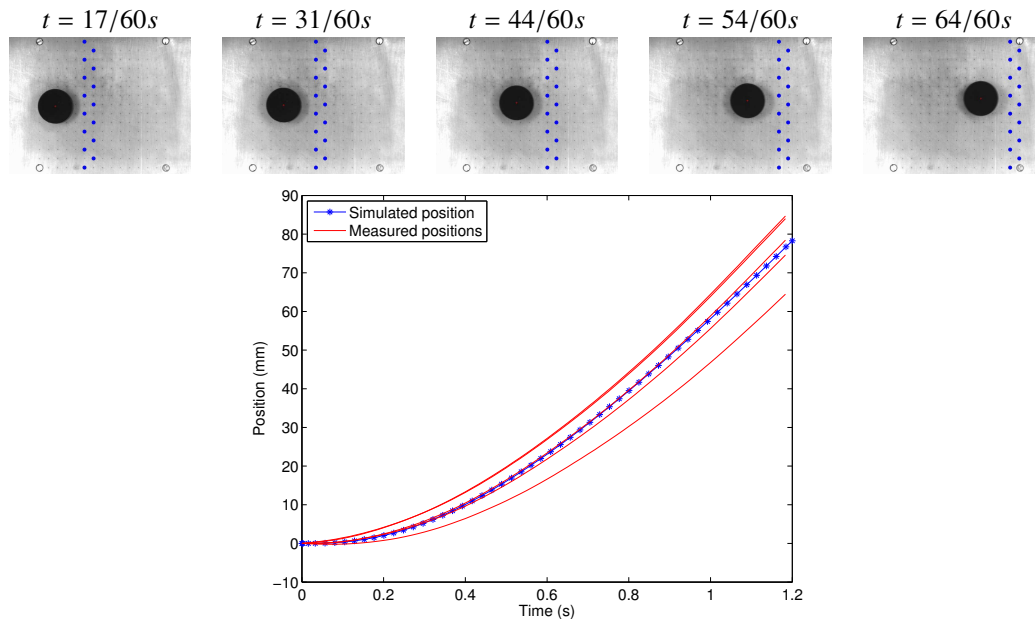 t = 17/60s t = 31/60s t = 44/60s t = 54/60s t = 64/60s
90
Simulated position
Measured positions
80
70
60
50
40
30
20
10
0
−10
Position (mm)
0 0.2 0.4 0.6 0.8 1 1.2
Time (s)